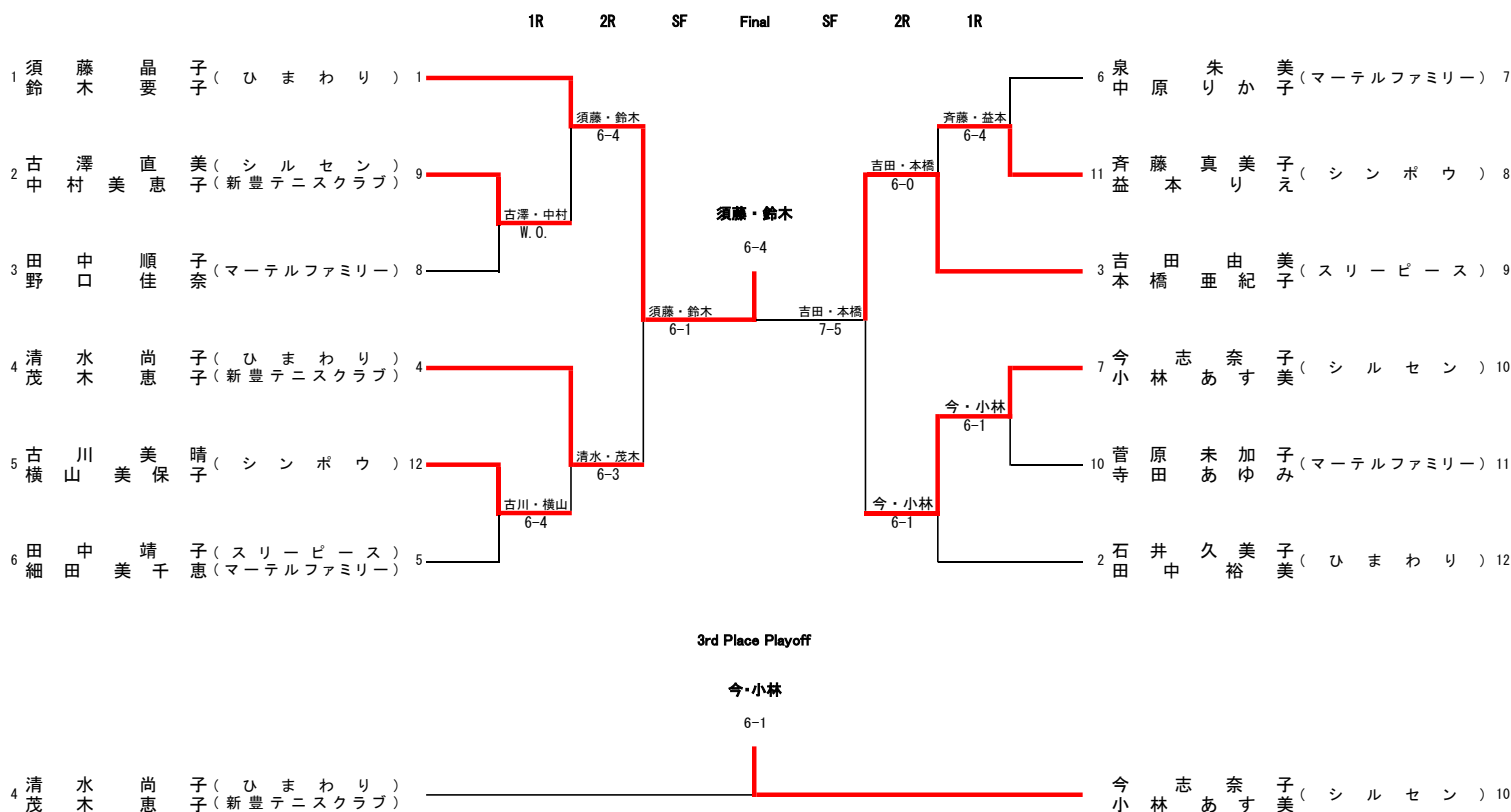 1R 2R SF Final SF 2R 1R
1 須藤晶子 (ひまわり) 1
鈴木要子
6 泉朱美 (マーテルファミリー) 7
中原りか子
須藤・鈴木
6-4
斉藤・益本
6-4
2 古澤直美 (シルセン) 9
中村美恵子 (新豊テニスクラブ)
吉田・本橋
6-0
11 斉藤真美子 (シンポウ) 8
益本りえ
古澤・中村
W.O.
須藤・鈴木
6-4
3 田中順子 (マーテルファミリー) 8
野口佳奈
3 吉田由美 (スリーピース) 9
本橋亜紀子
須藤・鈴木
6-1
吉田・本橋
7-5
4 清水尚子 (ひまわり) 4
茂木恵子 (新豊テニスクラブ)
7 今志奈子 (シルセン) 10
小林あす美
今・小林
6-1
5 古川美晴 (シンポウ) 12
横山美保子
清水・茂木
6-3
10 菅原未加子 (マーテルファミリー) 11
寺田あゆみ
古川・横山
6-4
今・小林
6-1
6 田中靖子 (スリーピース) 5
細田美千恵 (マーテルファミリー)
2 石井久美子 (ひまわり) 12
田中裕美
3rd Place Playoff
今・小林
6-1
4 清水尚子 (ひまわり)
茂木恵子 (新豊テニスクラブ)
今志奈子 (シルセン) 10
小林あす美